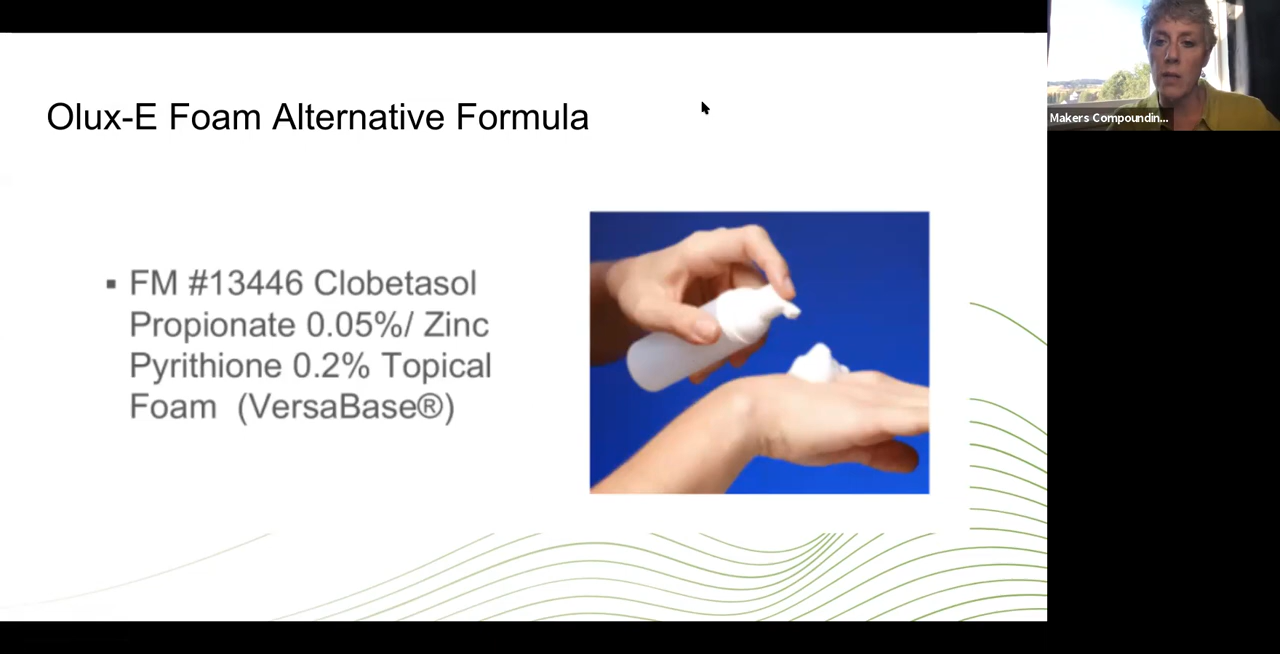 Olux-E Foam Alternative Formula
▪ FM #13446 Clobetasol
Propionate 0.05%/ Zinc
Pyrithione 0.2% Topical
Foam (VersaBase®)
Makers Compoundin...